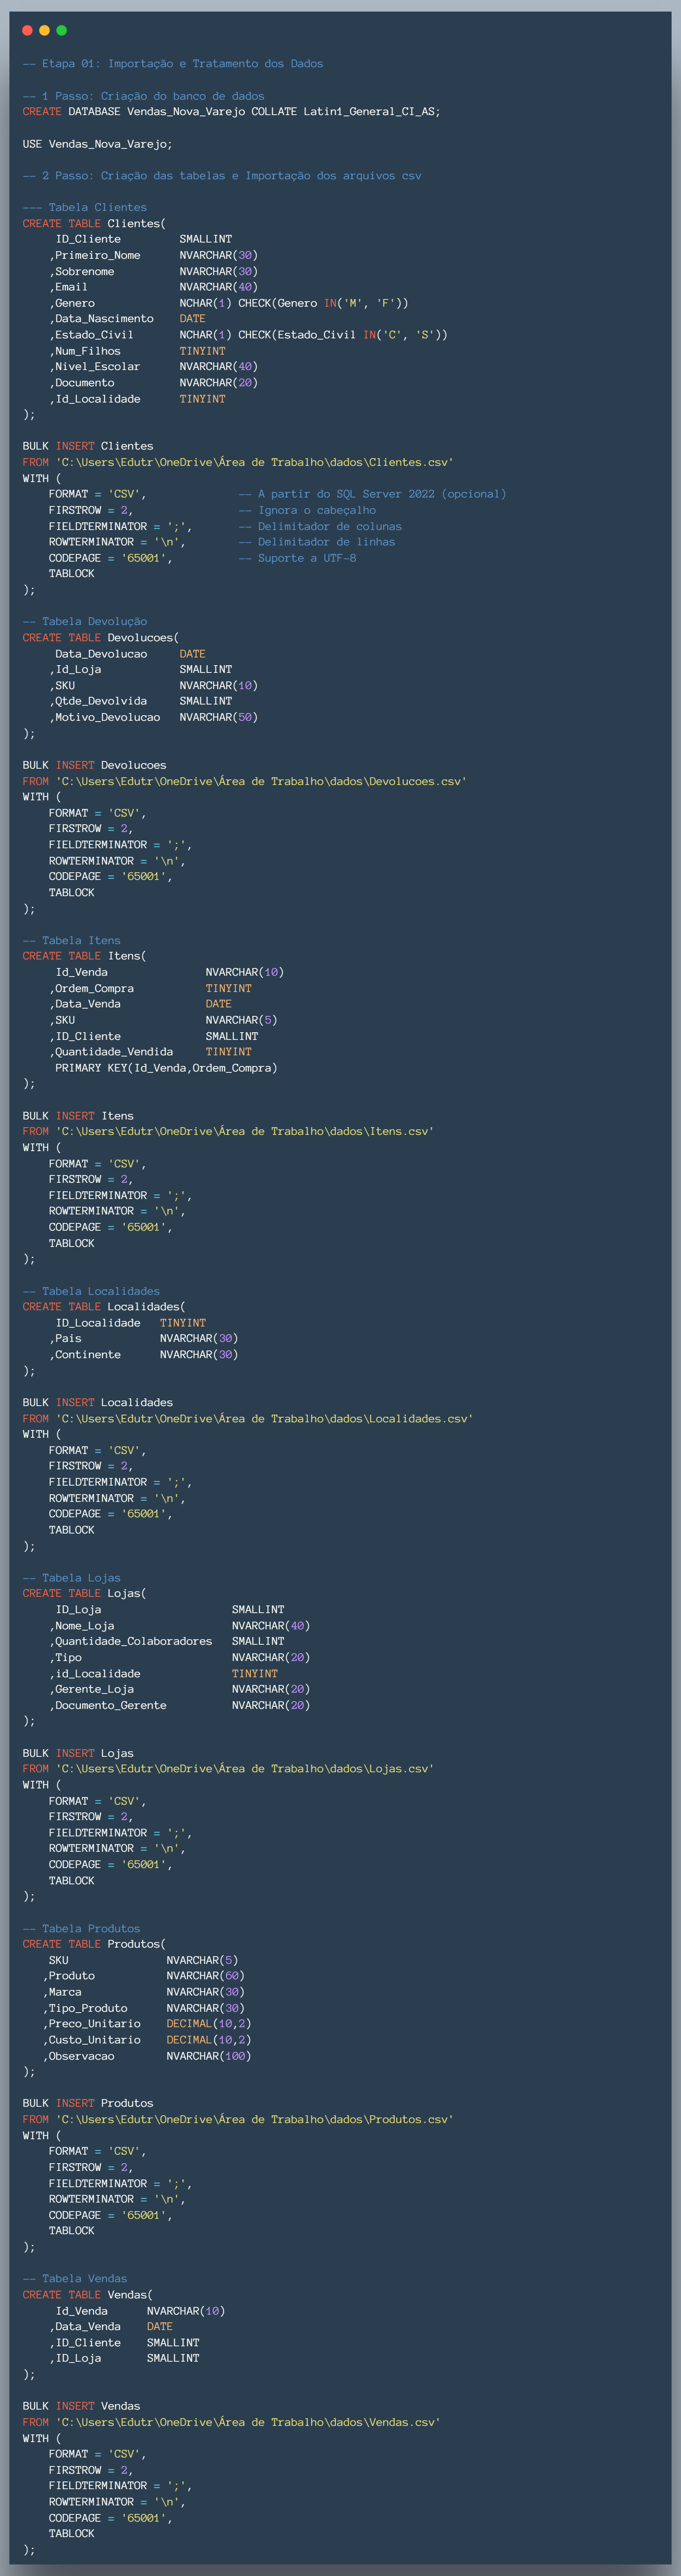 -- Etapa 01: Importação e Tratamento dos Dados
-- 1 Passo: Criação do banco de dados
CREATE DATABASE Vendas_Nova_Varejo COLLATE Latin1_General_CI_AS;
USE Vendas_Nova_Varejo;
-- 2 Passo: Criação das tabelas e Importação dos arquivos csv
--- Tabela Clientes
CREATE TABLE Clientes(
     ID_Cliente         SMALLINT
    ,Primeiro_Nome      NVARCHAR(30)
    ,Sobrenome          NVARCHAR(30)
    ,Email              NVARCHAR(40)
    ,Genero             NCHAR(1) CHECK(Genero IN('M', 'F'))
    ,Data_Nascimento    DATE
    ,Estado_Civil       NCHAR(1) CHECK(Estado_Civil IN('C', 'S'))
    ,Num_Filhos         TINYINT
    ,Nivel_Escolar      NVARCHAR(40)
    ,Documento          NVARCHAR(20)
    ,Id_Localidade      TINYINT
);
BULK INSERT Clientes
FROM 'C:\Users\Edutr\OneDrive\Área de Trabalho\dados\Clientes.csv'
WITH (
    FORMAT = 'CSV',              -- A partir do SQL Server 2022 (opcional)
    FIRSTROW = 2,                -- Ignora o cabeçalho
    FIELDTERMINATOR = ';',       -- Delimitador de colunas
    ROWTERMINATOR = '\n',        -- Delimitador de linhas
    CODEPAGE = '65001',          -- Suporte a UTF-8
    TABLOCK
);
-- Tabela Devolução
CREATE TABLE Devolucoes(
     Data_Devolucao     DATE
    ,Id_Loja            SMALLINT
    ,SKU                NVARCHAR(10)
    ,Qtde_Devolvida     SMALLINT
    ,Motivo_Devolucao   NVARCHAR(50)
);
BULK INSERT Devolucoes
FROM 'C:\Users\Edutr\OneDrive\Área de Trabalho\dados\Devolucoes.csv'
WITH (
    FORMAT = 'CSV',
    FIRSTROW = 2,
    FIELDTERMINATOR = ';',
    ROWTERMINATOR = '\n',
    CODEPAGE = '65001',
    TABLOCK
);
-- Tabela Itens
CREATE TABLE Itens(
     Id_Venda               NVARCHAR(10)
    ,Ordem_Compra           TINYINT
    ,Data_Venda             DATE
    ,SKU                    NVARCHAR(5)
    ,ID_Cliente             SMALLINT
    ,Quantidade_Vendida     TINYINT
     PRIMARY KEY(Id_Venda,Ordem_Compra)
);
BULK INSERT Itens
FROM 'C:\Users\Edutr\OneDrive\Área de Trabalho\dados\Itens.csv'
WITH (
    FORMAT = 'CSV',
    FIRSTROW = 2,
    FIELDTERMINATOR = ';',
    ROWTERMINATOR = '\n',
    CODEPAGE = '65001',
    TABLOCK
);
-- Tabela Localidades
CREATE TABLE Localidades(
     ID_Localidade   TINYINT
    ,Pais            NVARCHAR(30)
    ,Continente      NVARCHAR(30)
);
BULK INSERT Localidades
FROM 'C:\Users\Edutr\OneDrive\Área de Trabalho\dados\Localidades.csv'
WITH (
    FORMAT = 'CSV',
    FIRSTROW = 2,
    FIELDTERMINATOR = ';',
    ROWTERMINATOR = '\n',
    CODEPAGE = '65001',
    TABLOCK
);
-- Tabela Lojas
CREATE TABLE Lojas(
     ID_Loja                    SMALLINT
    ,Nome_Loja                  NVARCHAR(40)
    ,Quantidade_Colaboradores   SMALLINT
    ,Tipo                       NVARCHAR(20)
    ,id_Localidade              TINYINT
    ,Gerente_Loja               NVARCHAR(20)
    ,Documento_Gerente          NVARCHAR(20)
);
BULK INSERT Lojas
FROM 'C:\Users\Edutr\OneDrive\Área de Trabalho\dados\Lojas.csv'
WITH (
    FORMAT = 'CSV',
    FIRSTROW = 2,
    FIELDTERMINATOR = ';',
    ROWTERMINATOR = '\n',
    CODEPAGE = '65001',
    TABLOCK
);
-- Tabela Produtos
CREATE TABLE Produtos(
    SKU               NVARCHAR(5)
   ,Produto           NVARCHAR(60)
   ,Marca             NVARCHAR(30)
   ,Tipo_Produto      NVARCHAR(30)
   ,Preco_Unitario    DECIMAL(10,2)
   ,Custo_Unitario    DECIMAL(10,2)
   ,Observacao        NVARCHAR(100)
);
BULK INSERT Produtos
FROM 'C:\Users\Edutr\OneDrive\Área de Trabalho\dados\Produtos.csv'
WITH (
    FORMAT = 'CSV',
    FIRSTROW = 2,
    FIELDTERMINATOR = ';',
    ROWTERMINATOR = '\n',
    CODEPAGE = '65001',
    TABLOCK
);
-- Tabela Vendas
CREATE TABLE Vendas(
     Id_Venda      NVARCHAR(10)
    ,Data_Venda    DATE
    ,ID_Cliente    SMALLINT
    ,ID_Loja       SMALLINT
);
BULK INSERT Vendas
FROM 'C:\Users\Edutr\OneDrive\Área de Trabalho\dados\Vendas.csv'
WITH (
    FORMAT = 'CSV',
    FIRSTROW = 2,
    FIELDTERMINATOR = ';',
    ROWTERMINATOR = '\n',
    CODEPAGE = '65001',
    TABLOCK
);